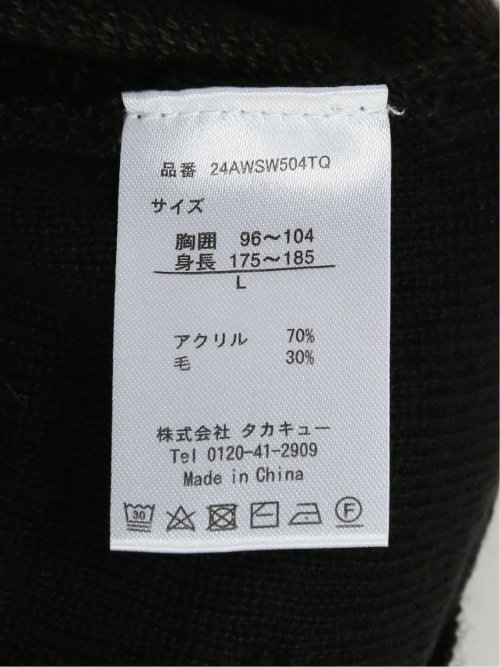 品番 24AWSW504TQ
サイズ
胸囲 96～104
身長 175～185
L
アクリル 70%
毛 30%
株式会社 タカキュー
Tel 0120-41-2909
Made in China
30 F